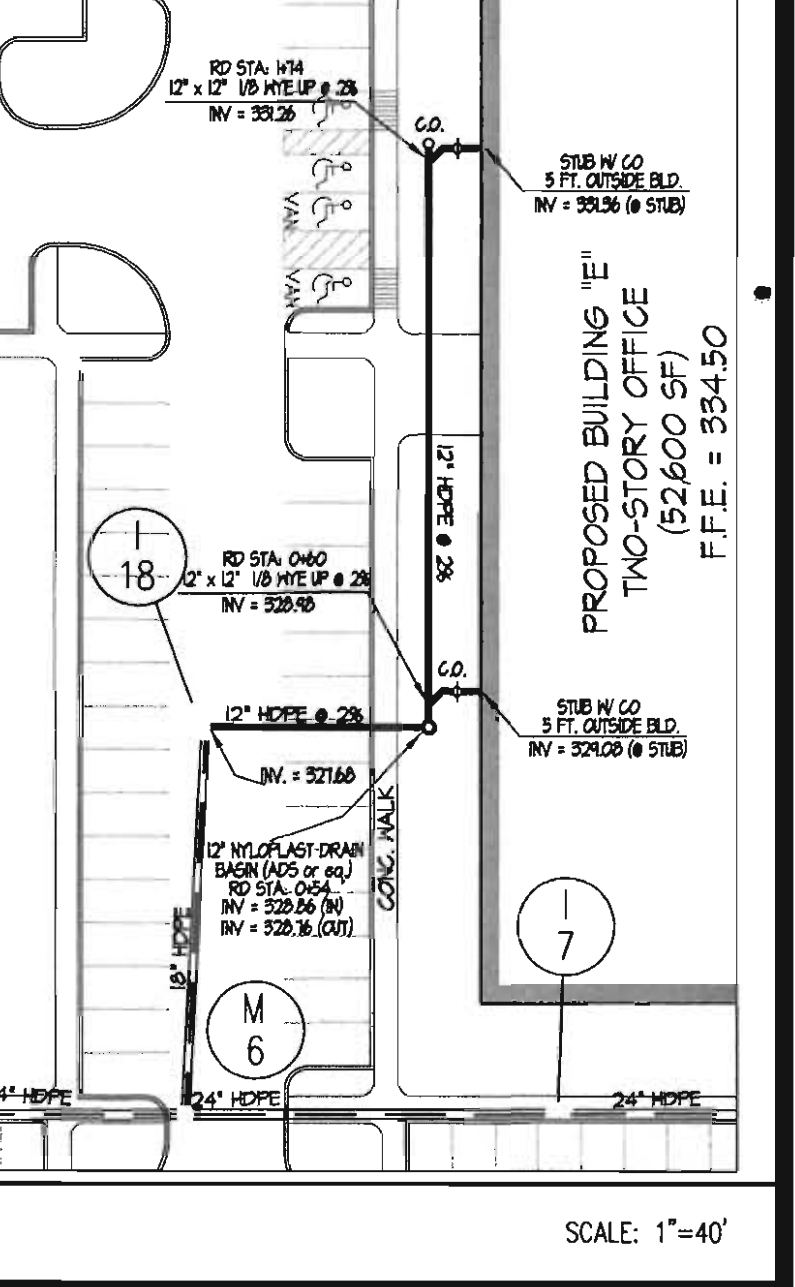 RD STA: 1+74
12" x 12" 1/8 WYE UP @ 2%
INV = 331.26
C.O.
STUB W/ CO
5 FT. OUTSIDE BLD.
INV = 331.36 (@ STUB)
VAN
VAN
PROPOSED BUILDING "E"
TWO-STORY OFFICE
(52,600 SF)
F.F.E. = 334.50
12" HDPE @ 2%
I
18
RD STA: 0+60
12" x 12" 1/8 WYE UP @ 2%
INV = 328.98
C.O.
STUB W/ CO
5 FT. OUTSIDE BLD.
INV = 329.08 (@ STUB)
12" HDPE @ 2%
INV. = 327.68
12" NYLOPLAST DRAIN
BASIN (ADS or eq.)
RD STA: 0+54
INV = 328.86 (IN)
INV = 328.76 (OUT)
CONC. WALK
18" HDPE
I
7
M
6
4" HDPE
24" HDPE
24" HDPE
SCALE: 1"=40'